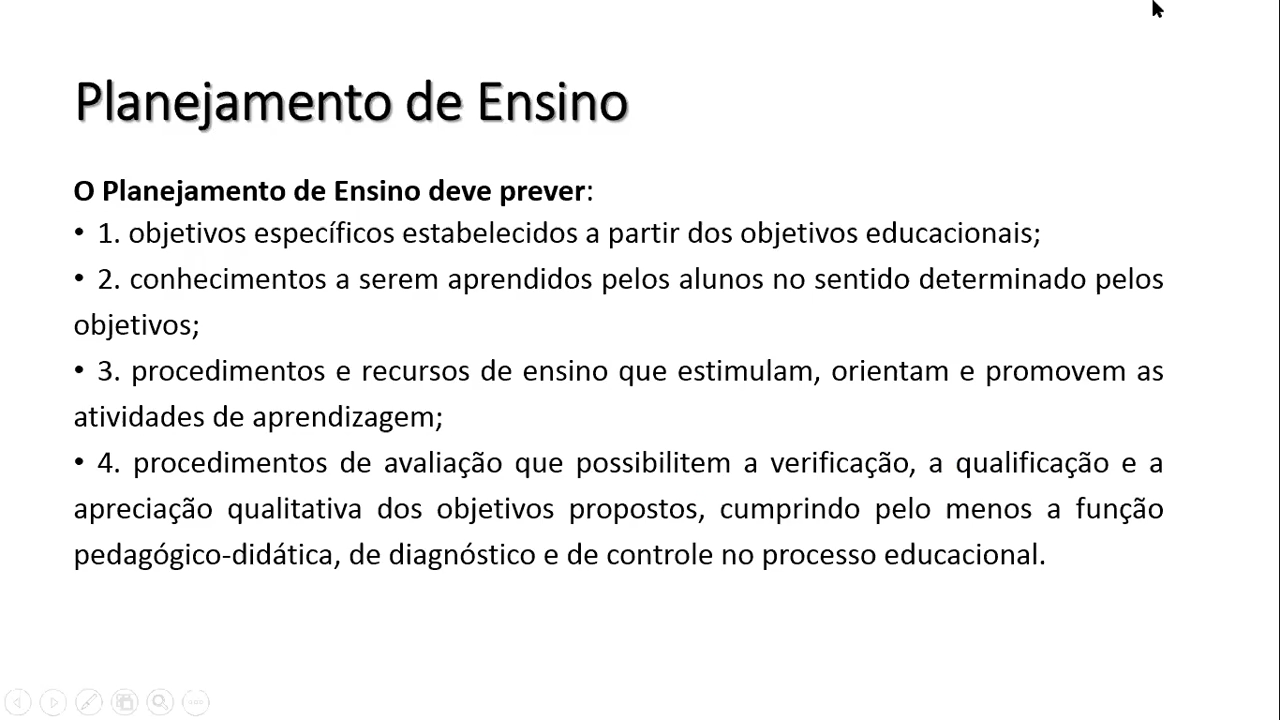 Planejamento de Ensino
O Planejamento de Ensino deve prever:
• 1. objetivos específicos estabelecidos a partir dos objetivos educacionais;
• 2. conhecimentos a serem aprendidos pelos alunos no sentido determinado pelos
objetivos;
• 3. procedimentos e recursos de ensino que estimulam, orientam e promovem as
atividades de aprendizagem;
• 4. procedimentos de avaliação que possibilitem a verificação, a qualificação e a
apreciação qualitativa dos objetivos propostos, cumprindo pelo menos a função
pedagógico-didática, de diagnóstico e de controle no processo educacional.